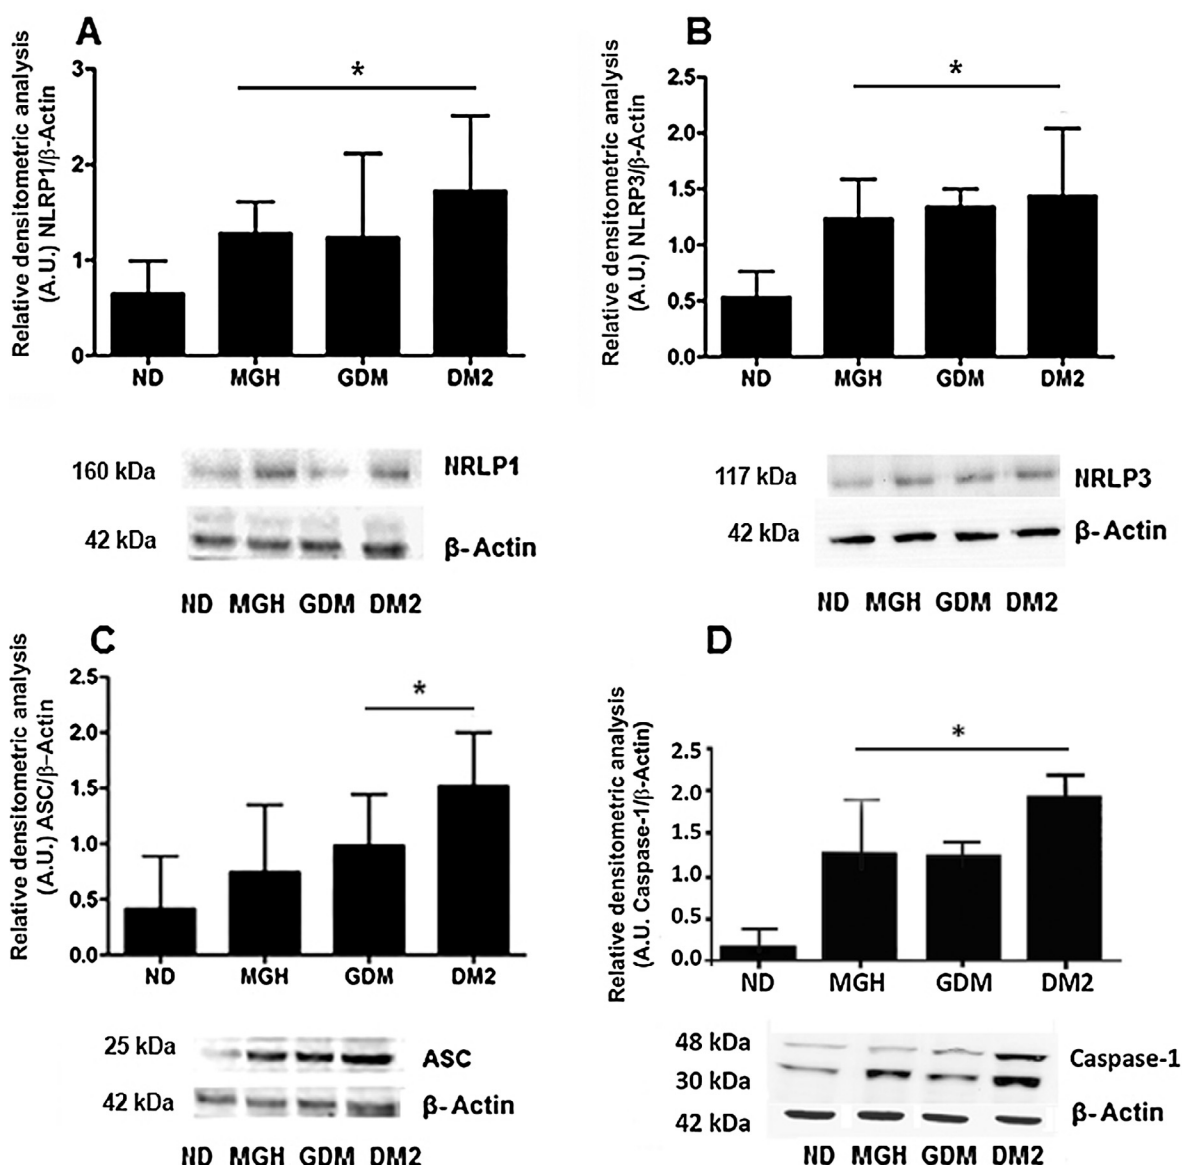 A
Relative densitometric analysis
(A.U.) NLRP1/β-Actin
3
2
1
0
*
ND MGH GDM DM2
160 kDa NRLP1
42 kDa β- Actin
ND MGH GDM DM2
B
Relative densitometric analysis
(A.U.) NLRP3/β-Actin
2.5
2.0
1.5
1.0
0.5
0.0
*
ND MGH GDM DM2
117 kDa NRLP3
42 kDa β- Actin
ND MGH GDM DM2
C
Relative densitometric analysis
(A.U.) ASC/β–Actin
2.5
2.0
1.5
1.0
0.5
0.0
*
ND MGH GDM DM2
25 kDa ASC
42 kDa β- Actin
ND MGH GDM DM2
D
Relative densitometric analysis
(A.U. Caspase-1/β-Actin)
2.5
2.0
1.5
1.0
0.5
0.0
*
ND MGH GDM DM2
48 kDa Caspase-1
30 kDa
42 kDa β- Actin
ND MGH GDM DM2